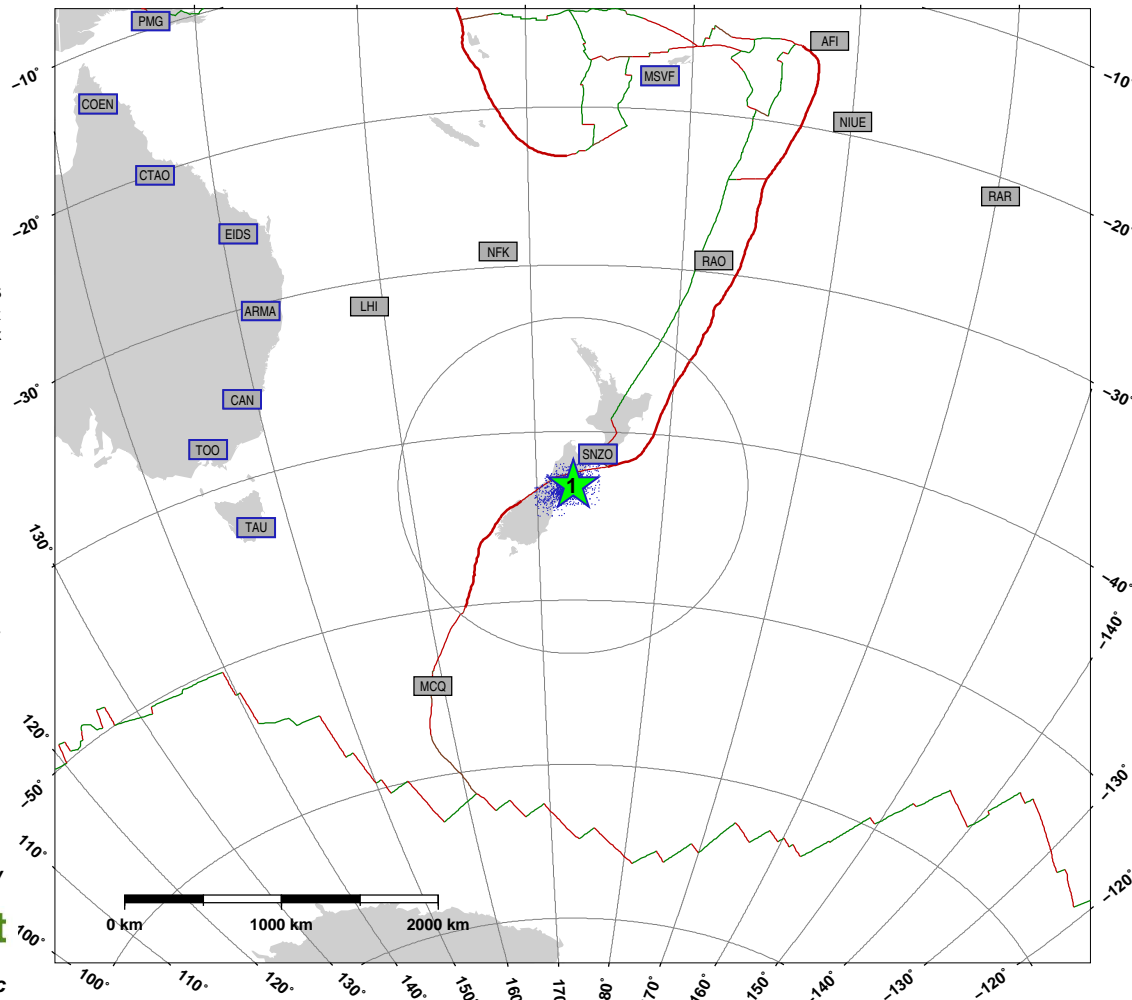 PMG
AFI
MSVF
−10°
−10°
COEN
NIUE
CTAO
RAR
−20°
EIDS
−20°
NFK
RAO
LHI
ARMA
−30°
CAN
−30°
TOO
SNZO
1
TAU
130°
−40°
−140°
MCQ
120°
−50°
−130°
110°
−120°
0 km 1000 km 2000 km
t
100°
c
100° 110° 120° 130° 140° 150° 160° 170° 180° 170° 160° 150° −140° −130° −120°